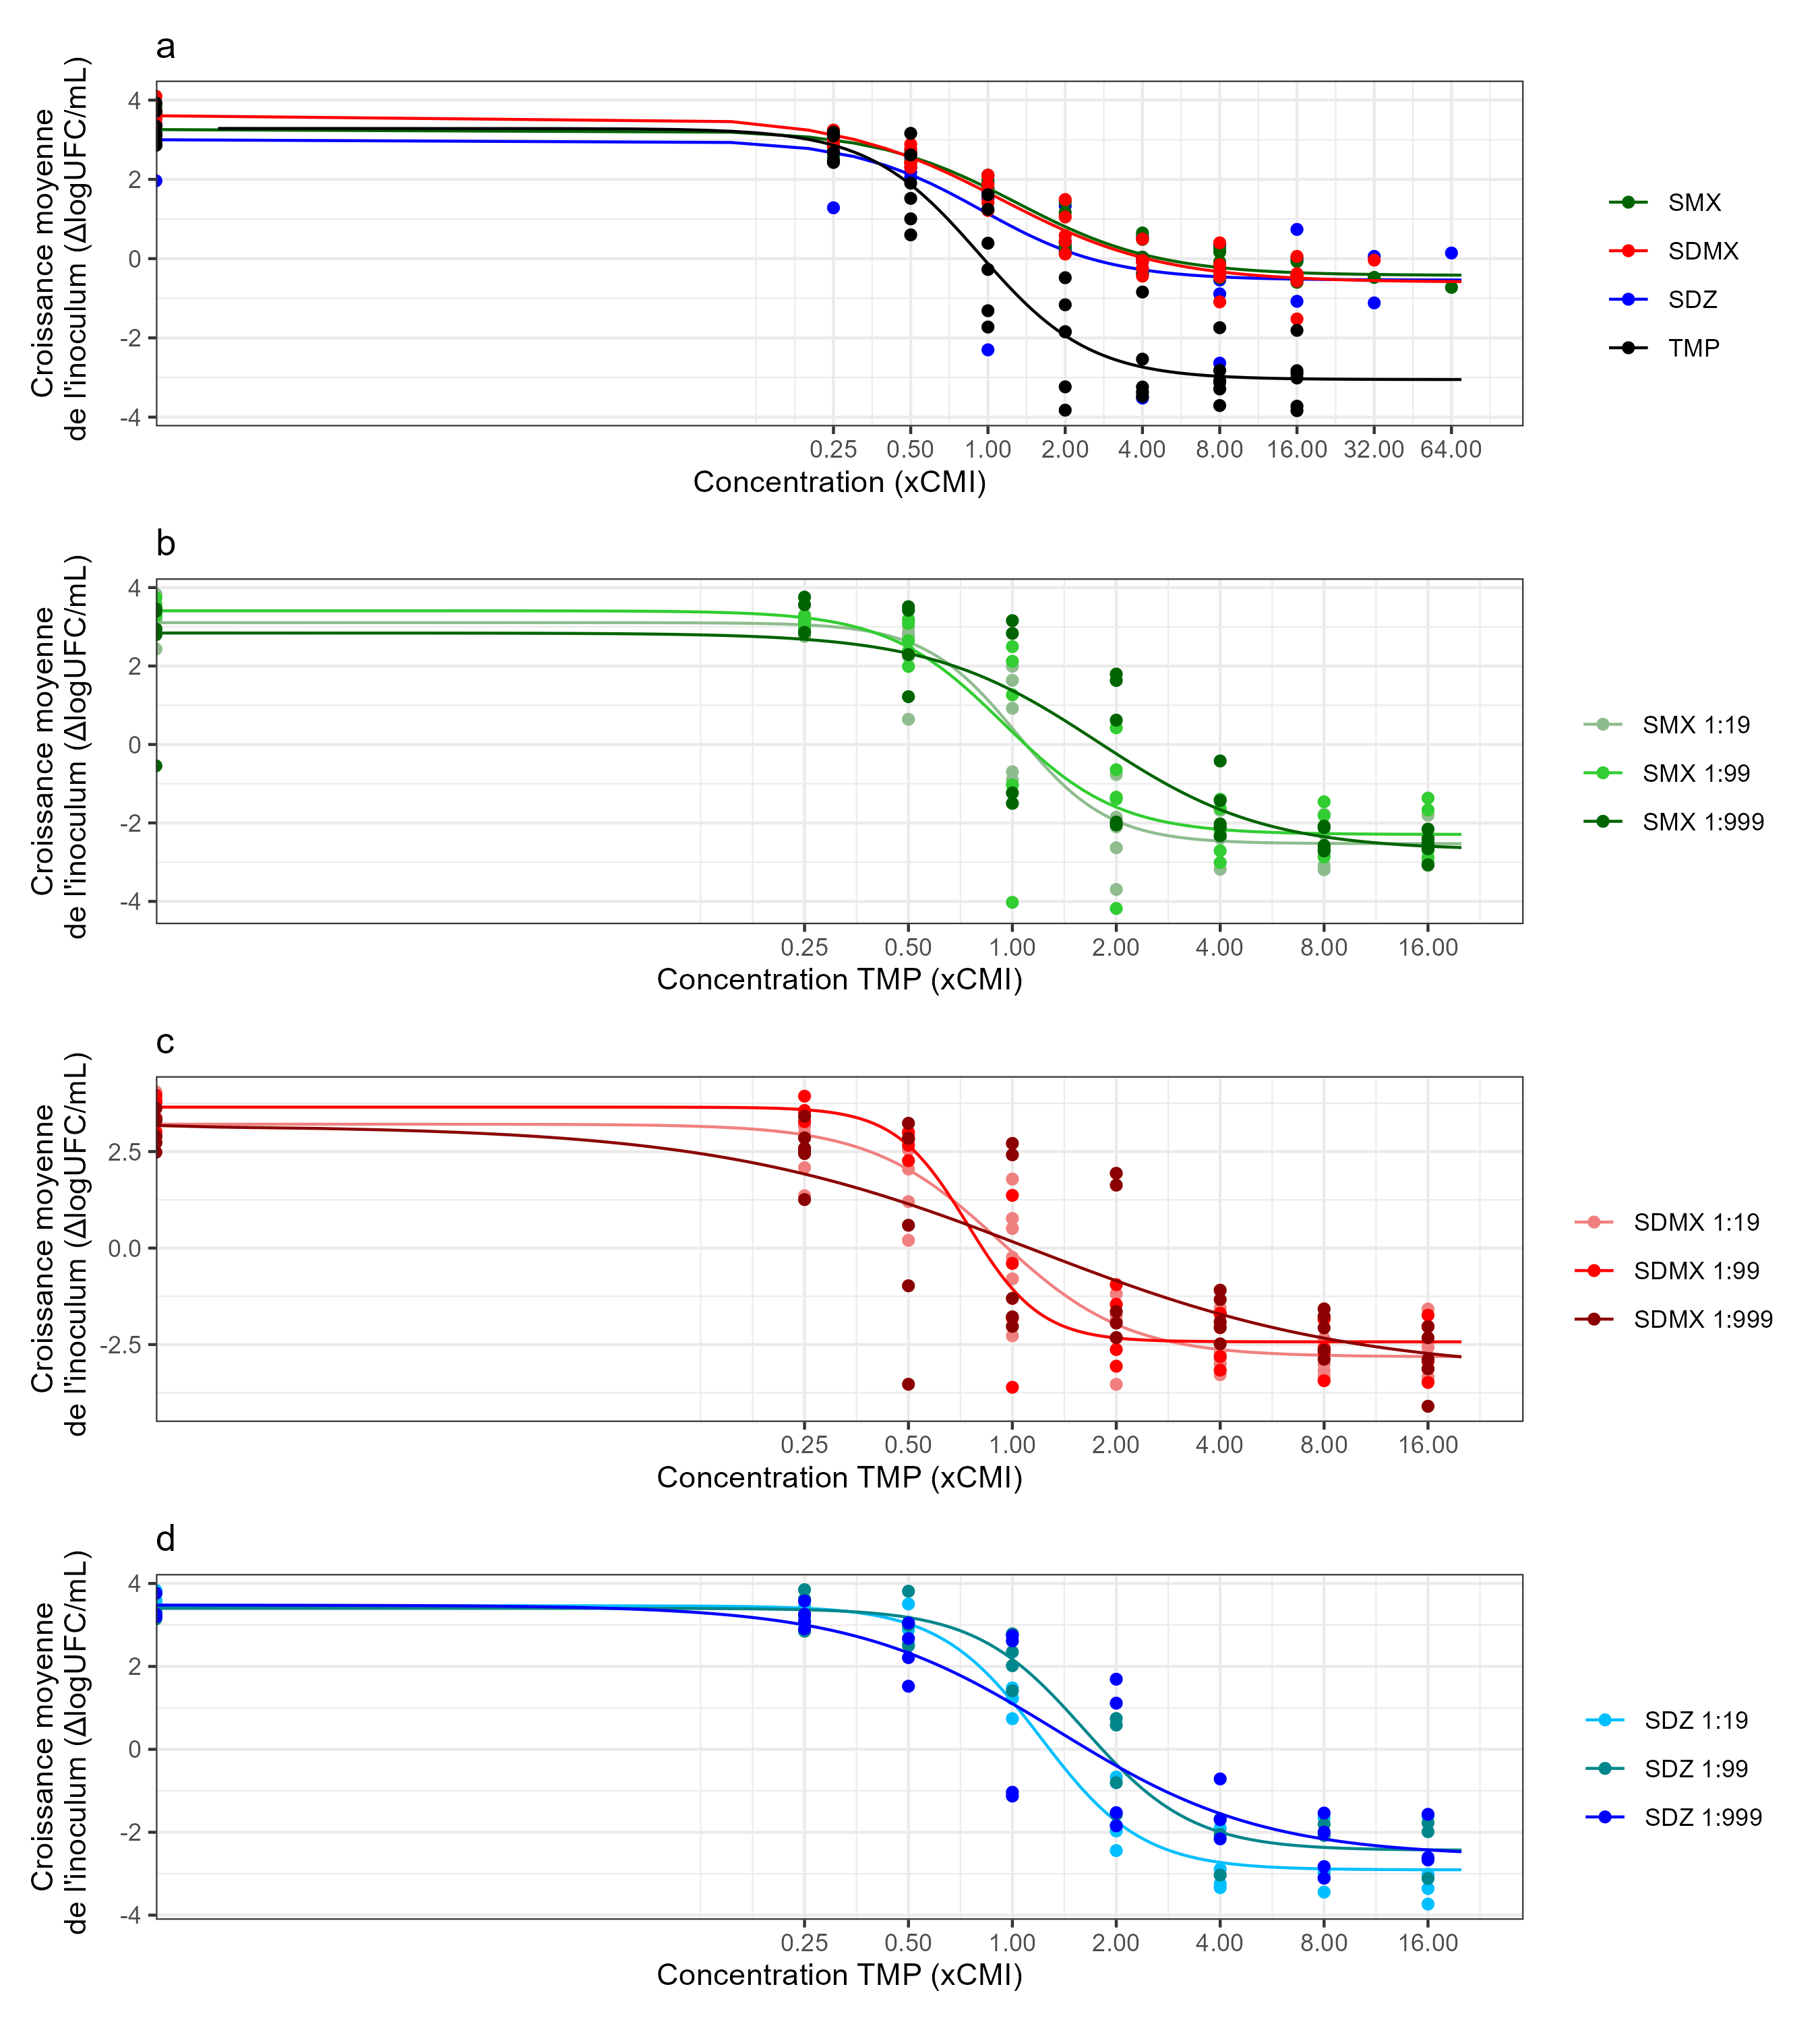 a
Croissance moyenne
de l'inoculum (ΔlogUFC/mL)
4
2
0
-2
-4
0.25 0.50 1.00 2.00 4.00 8.00 16.00 32.00 64.00
Concentration (xCMI)
SMX
SDMX
SDZ
TMP
b
Croissance moyenne
de l'inoculum (ΔlogUFC/mL)
4
2
0
-2
-4
0.25 0.50 1.00 2.00 4.00 8.00 16.00
Concentration TMP (xCMI)
SMX 1:19
SMX 1:99
SMX 1:999
c
Croissance moyenne
de l'inoculum (ΔlogUFC/mL)
2.5
0.0
-2.5
0.25 0.50 1.00 2.00 4.00 8.00 16.00
Concentration TMP (xCMI)
SDMX 1:19
SDMX 1:99
SDMX 1:999
d
Croissance moyenne
de l'inoculum (ΔlogUFC/mL)
4
2
0
-2
-4
0.25 0.50 1.00 2.00 4.00 8.00 16.00
Concentration TMP (xCMI)
SDZ 1:19
SDZ 1:99
SDZ 1:999